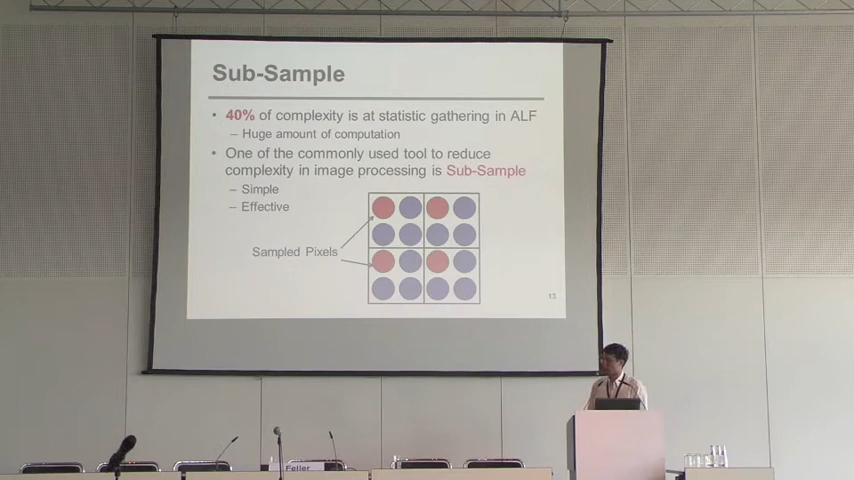 Sub-Sample
• 40% of complexity is at statistic gathering in ALF
– Huge amount of computation
• One of the commonly used tool to reduce
complexity in image processing is Sub-Sample
– Simple
– Effective
Sampled Pixels
13
Feller